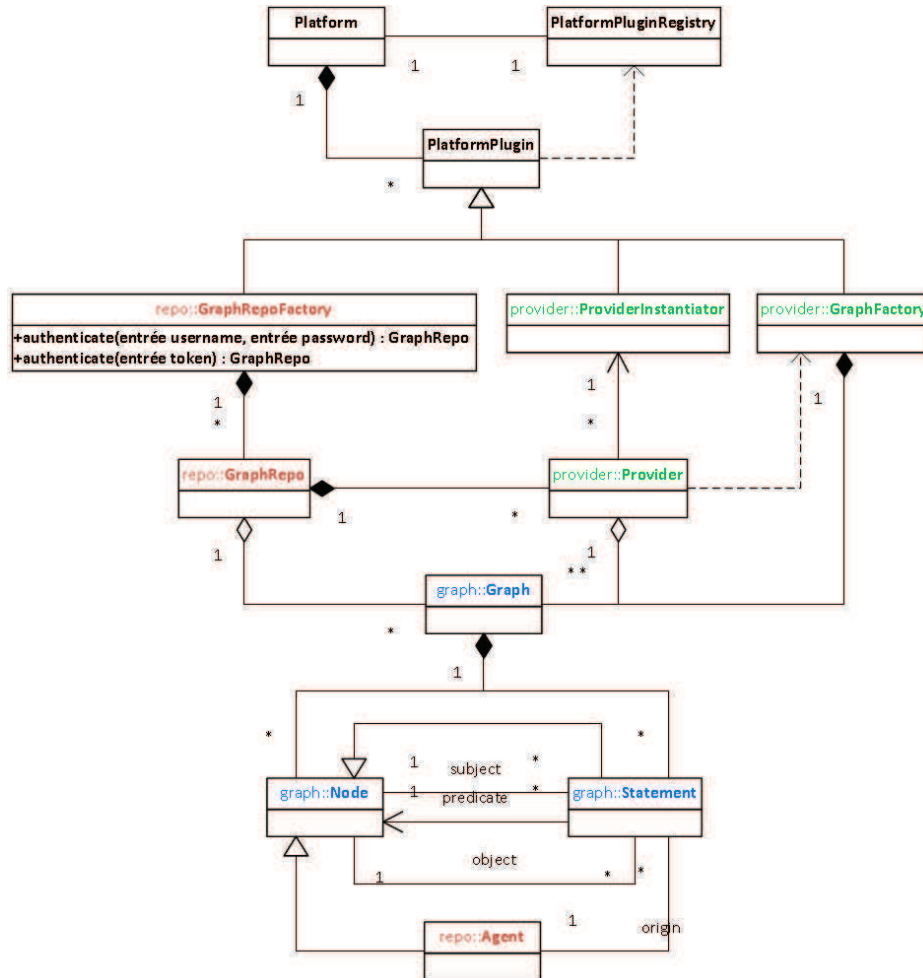 Platform PlatformPluginRegistry
1 1
1
PlatformPlugin
*
repo::GraphRepoFactory provider::ProviderInstantiator provider::GraphFactory
+authenticate(entrée username, entrée password) : GraphRepo
+authenticate(entrée token) : GraphRepo
1 1 1
* *
repo::GraphRepo provider::Provider
1 *
1 1
* *
graph::Graph
*
1
* *
1 *
subject
graph::Node 1 * graph::Statement
predicate
object
1 * *
1 origin
repo::Agent